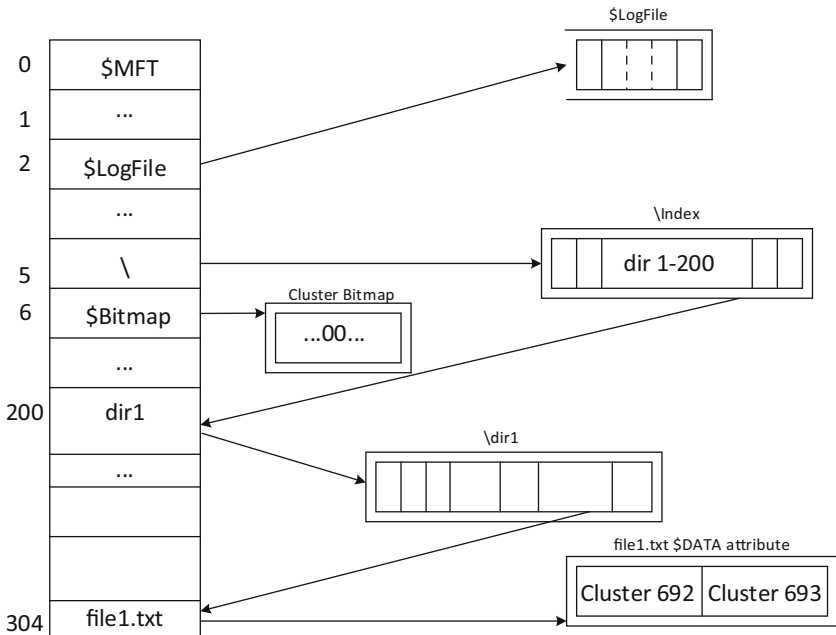 $LogFile
0 $MFT
1 ...
2 $LogFile
...
\Index
5 \
dir 1-200
6 $Bitmap
Cluster Bitmap
...00...
...
200 dir1
\dir1
...
file1.txt $DATA attribute
Cluster 692 Cluster 693
304 file1.txt